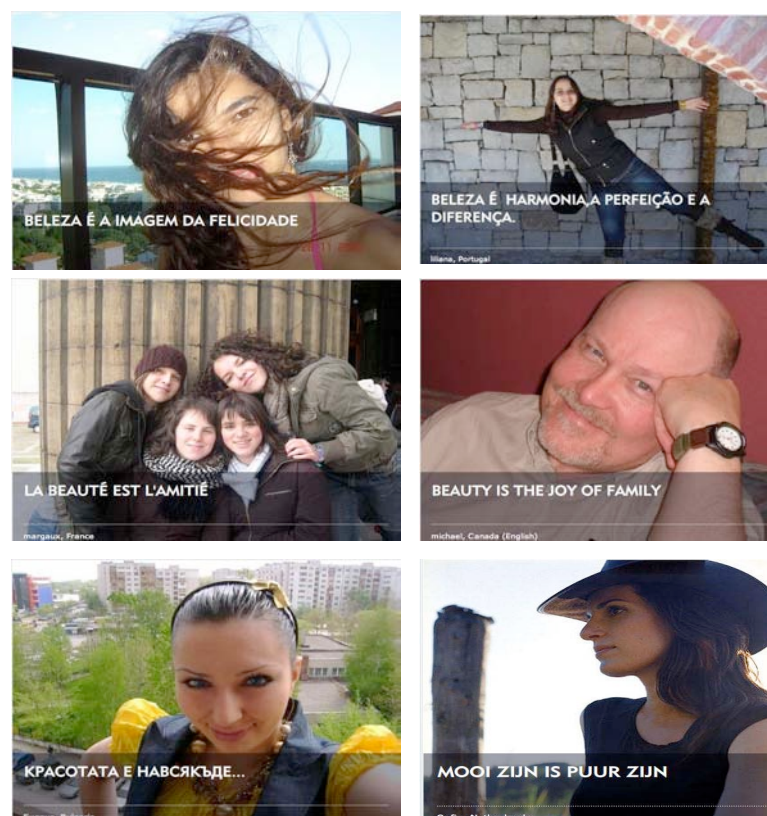 BELEZA É A IMAGEM DA FELICIDADE
BELEZA É HARMONIA,A PERFEIÇÃO E A
DIFERENÇA.
liliana, Portugal
LA BEAUTÉ EST L'AMITIÉ
margaux, France
BEAUTY IS THE JOY OF FAMILY
michael, Canada (English)
КРАСОТАТА Е НАВСЯКЪДЕ...
MOOI ZIJN IS PUUR ZIJN